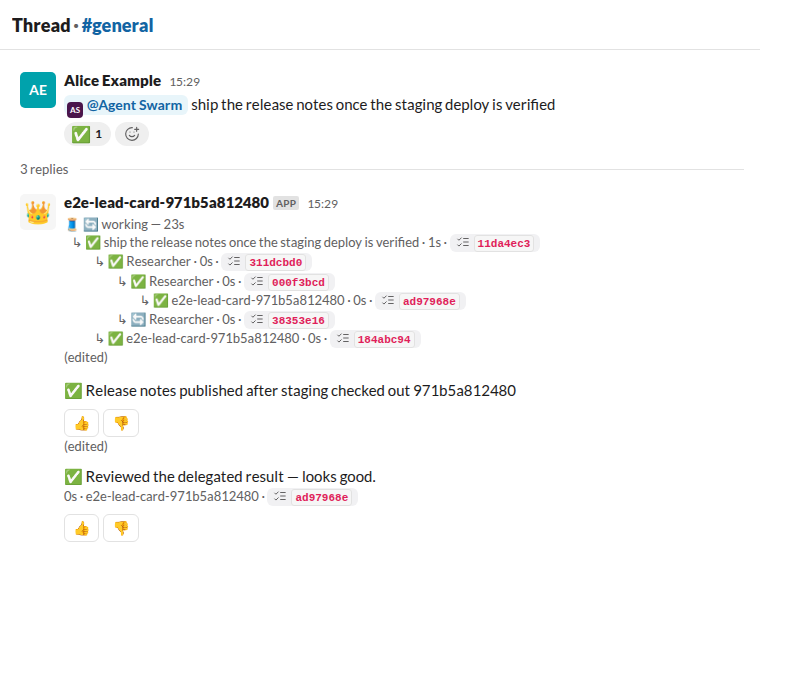 Thread • #general
AE
Alice Example 15:29
AS @Agent Swarm ship the release notes once the staging deploy is verified
✅ 1
3 replies
e2e-lead-card-971b5a812480 APP 15:29
🧵 🔄 working — 23s
↳ ✅ ship the release notes once the staging deploy is verified · 1s · 11da4ec3
↳ ✅ Researcher · 0s · 311dcbd0
↳ ✅ Researcher · 0s · 000f3bcd
↳ ✅ e2e-lead-card-971b5a812480 · 0s · ad97968e
↳ 🔄 Researcher · 0s · 38353e16
↳ ✅ e2e-lead-card-971b5a812480 · 0s · 184abc94
(edited)
✅ Release notes published after staging checked out 971b5a812480
👍 👎
(edited)
✅ Reviewed the delegated result — looks good.
0s · e2e-lead-card-971b5a812480 · ad97968e
👍 👎